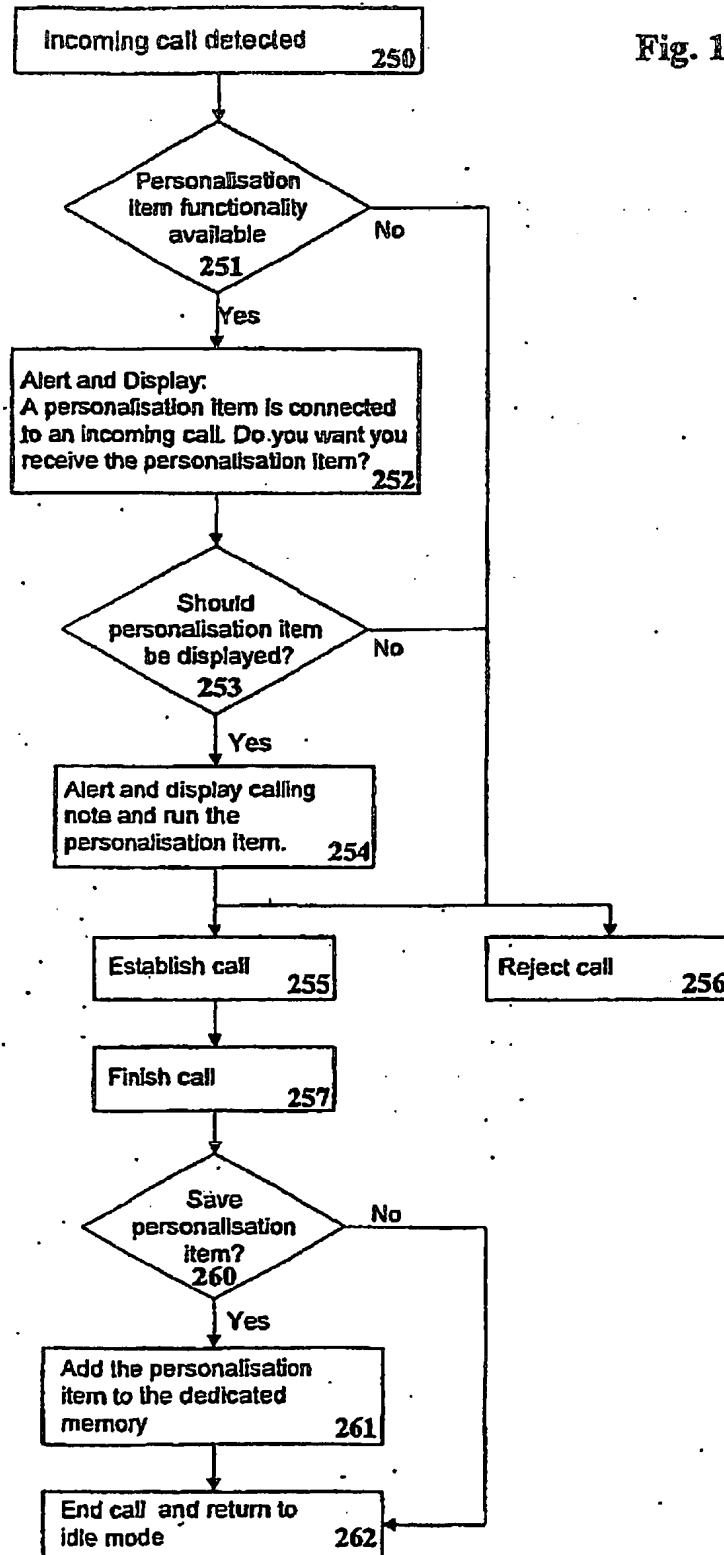 Incoming call detected
250
Fig. 1
Personalisation
item functionality
available
251
No
Yes
Alert and Display:
A personalisation item is connected
to an incoming call. Do you want you
receive the personalisation item?
252
Should
personalisation item
be displayed?
253
No
Yes
Alert and display calling
note and run the
personalisation item.
254
Establish call
255
Reject call
256
Finish call
257
Save
personalisation
item?
260
No
Yes
Add the personalisation
item to the dedicated
memory
261
End call and return to
idle mode
262